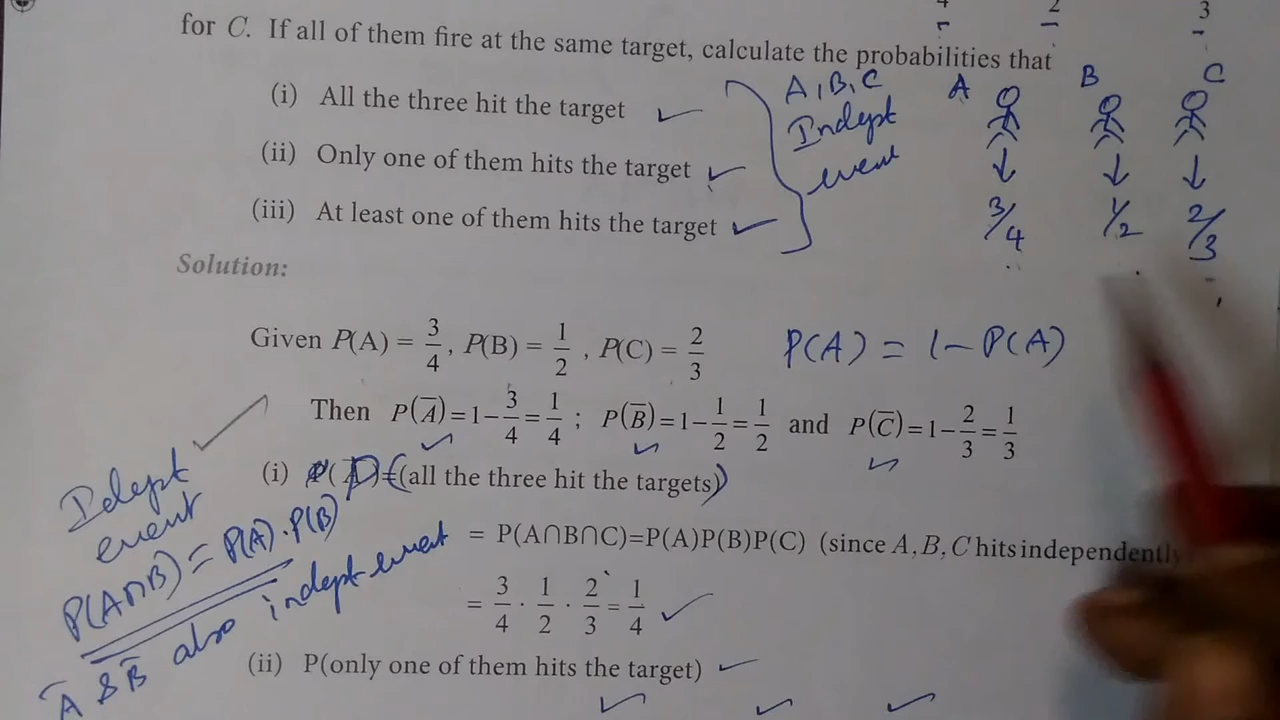 4 2 3
for C. If all of them fire at the same target, calculate the probabilities that
(i) All the three hit the target
(ii) Only one of them hits the target
(iii) At least one of them hits the target
A, B, C
Indept
event
A B C
3/4 1/2 2/3
Solution:
Given P(A) = 3/4, P(B) = 1/2, P(C) = 2/3
P(A) = 1 - P(A)
Then P(A̅) = 1 - 3/4 = 1/4 ; P(B̅) = 1 - 1/2 = 1/2 and P(C̅) = 1 - 2/3 = 1/3
(i) P(all the three hit the targets)
= P(A∩B∩C)=P(A)P(B)P(C) (since A, B, C hits independently
= 3/4 · 1/2 · 2/3 = 1/4
(ii) P(only one of them hits the target)
Idept
event
P(A∩B) = P(A).P(B)
A̅ & B̅ also indept event